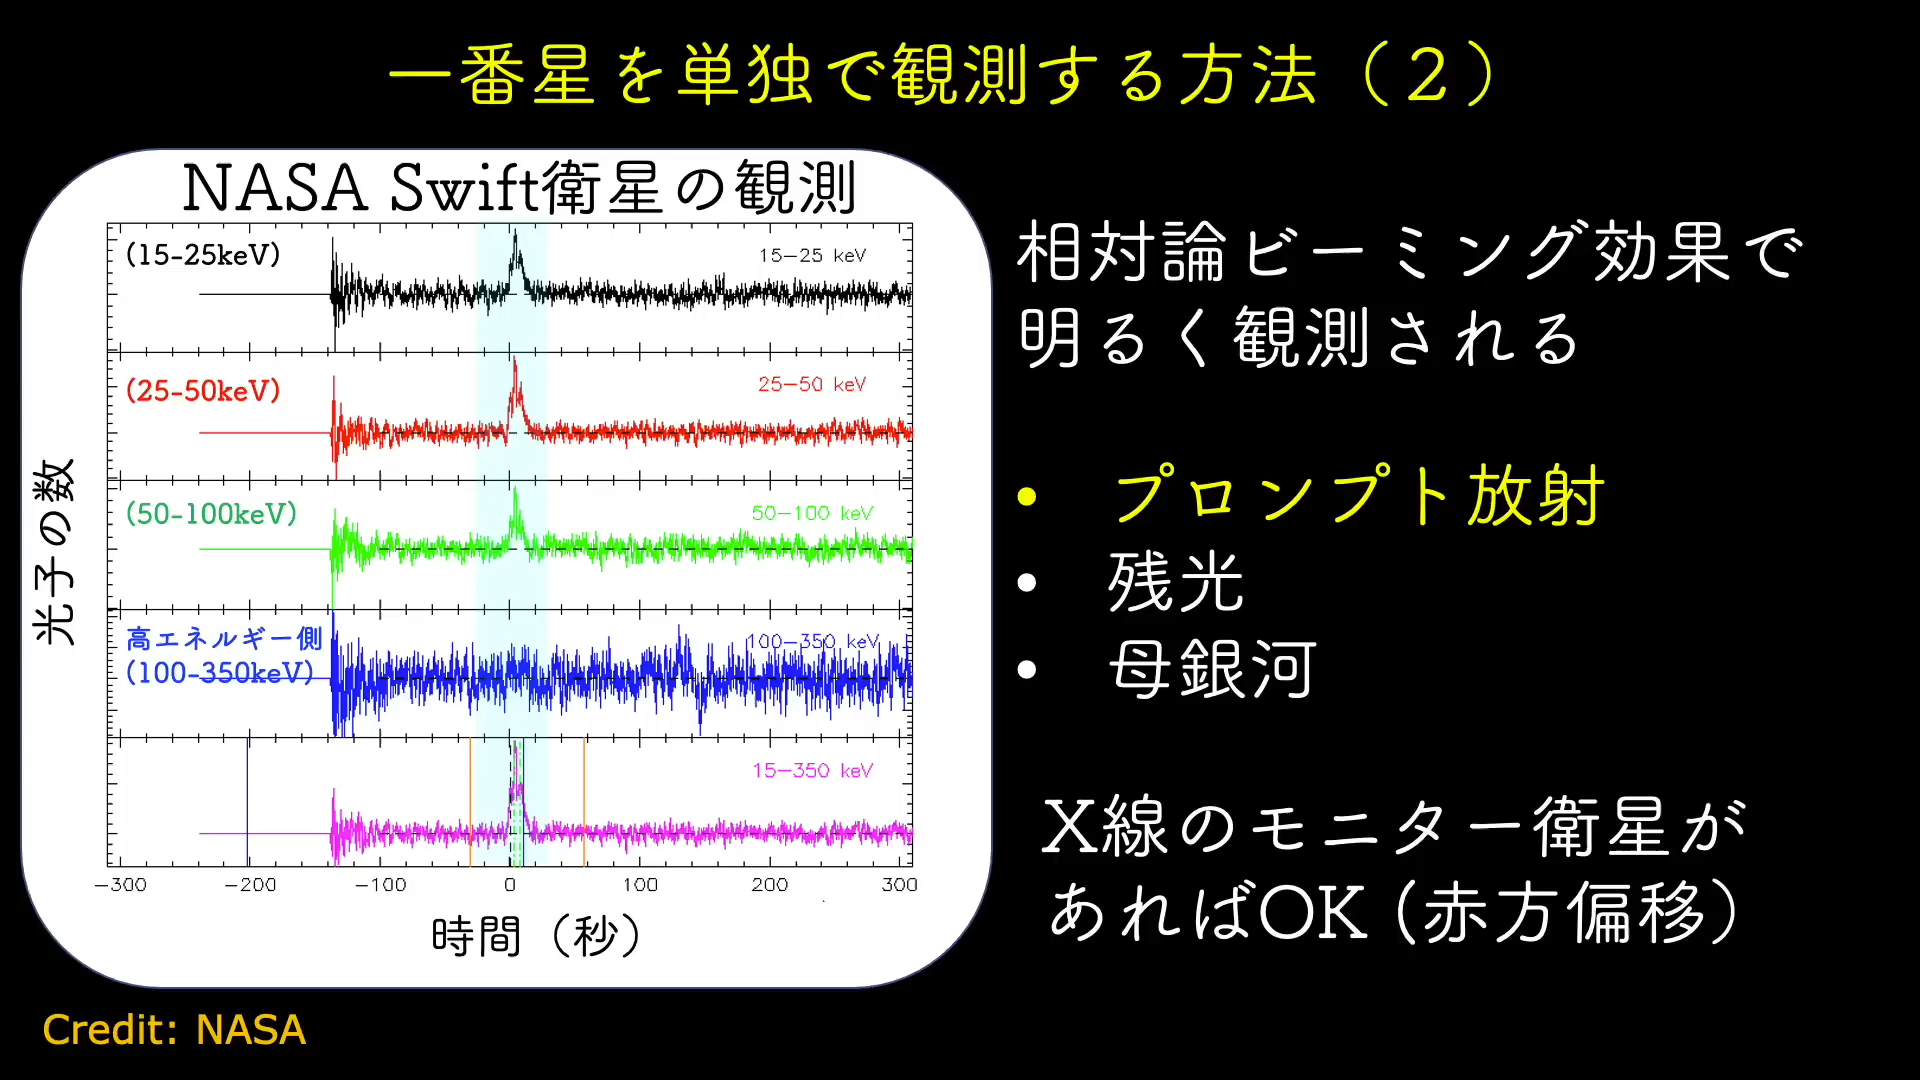 一番星を単独で観測する方法（2）
NASA Swift衛星の観測
(15-25keV)
15−25 keV
(25-50keV)
25−50 keV
(50-100keV)
50−100 keV
高エネルギー側
(100-350keV)
100−350 keV
15−350 keV
光子の数
−300 −200 −100 0 100 200 300
時間（秒）
Credit: NASA
相対論ビーミング効果で
明るく観測される
• プロンプト放射
• 残光
• 母銀河
X線のモニター衛星が
あればOK（赤方偏移）